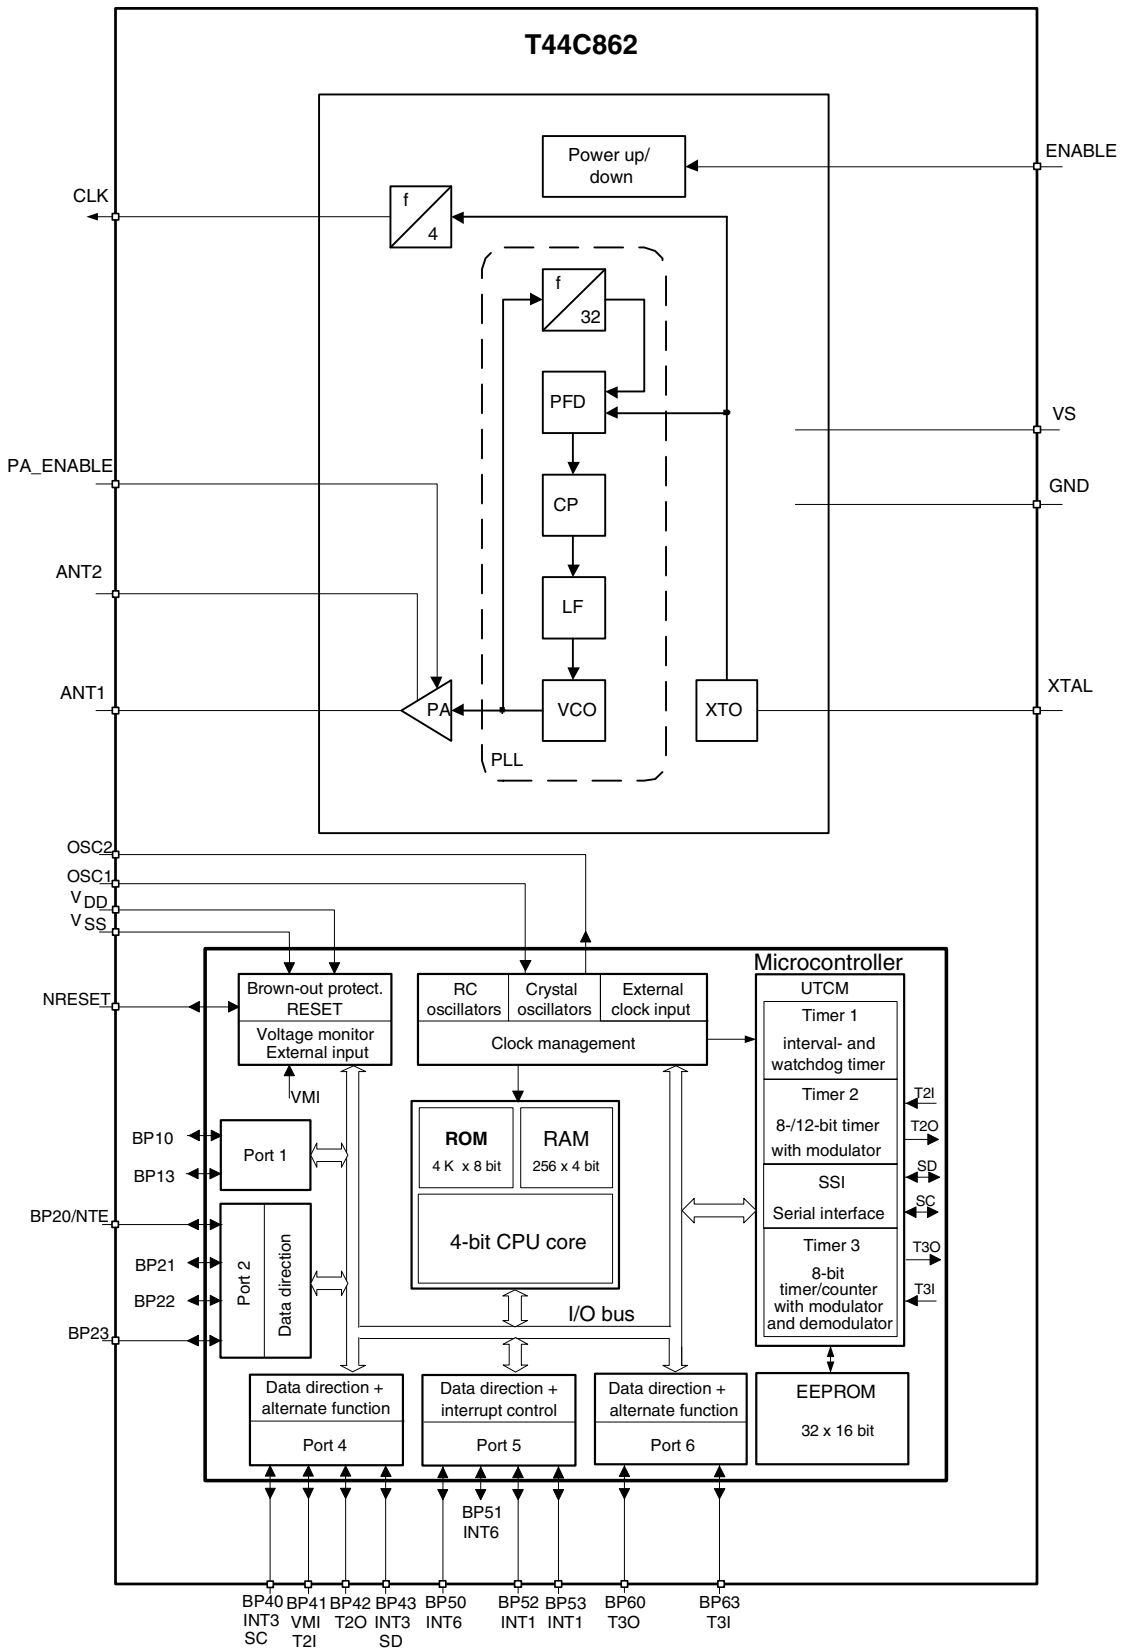 T44C862
Power up/
down
ENABLE
CLK
f
4
f
32
PFD
VS
PA_ENABLE
GND
CP
ANT2
LF
ANT1
PA
VCO
XTO
XTAL
PLL
OSC2
OSC1
V DD
V SS
Microcontroller
NRESET
Brown-out protect.
RESET
Voltage monitor
External input
VMI
RC
oscillators
Crystal
oscillators
External
clock input
Clock management
UTCM
Timer 1
interval- and
watchdog timer
Timer 2
8-/12-bit timer
with modulator
SSI
Serial interface
Timer 3
8-bit
timer/counter
with modulator
and demodulator
T2I
T2O
SD
SC
T3O
T3I
BP10
BP13
Port 1
ROM
4 K x 8 bit
RAM
256 x 4 bit
4-bit CPU core
BP20/NTE
BP21
BP22
BP23
Port 2
Data direction
I/O bus
Data direction +
alternate function
Port 4
Data direction +
interrupt control
Port 5
Data direction +
alternate function
Port 6
EEPROM
32 x 16 bit
BP51
INT6
BP40
INT3
SC
BP41
VMI
T2I
BP42
T2O
BP43
INT3
SD
BP50
INT6
BP52
INT1
BP53
INT1
BP60
T3O
BP63
T3I